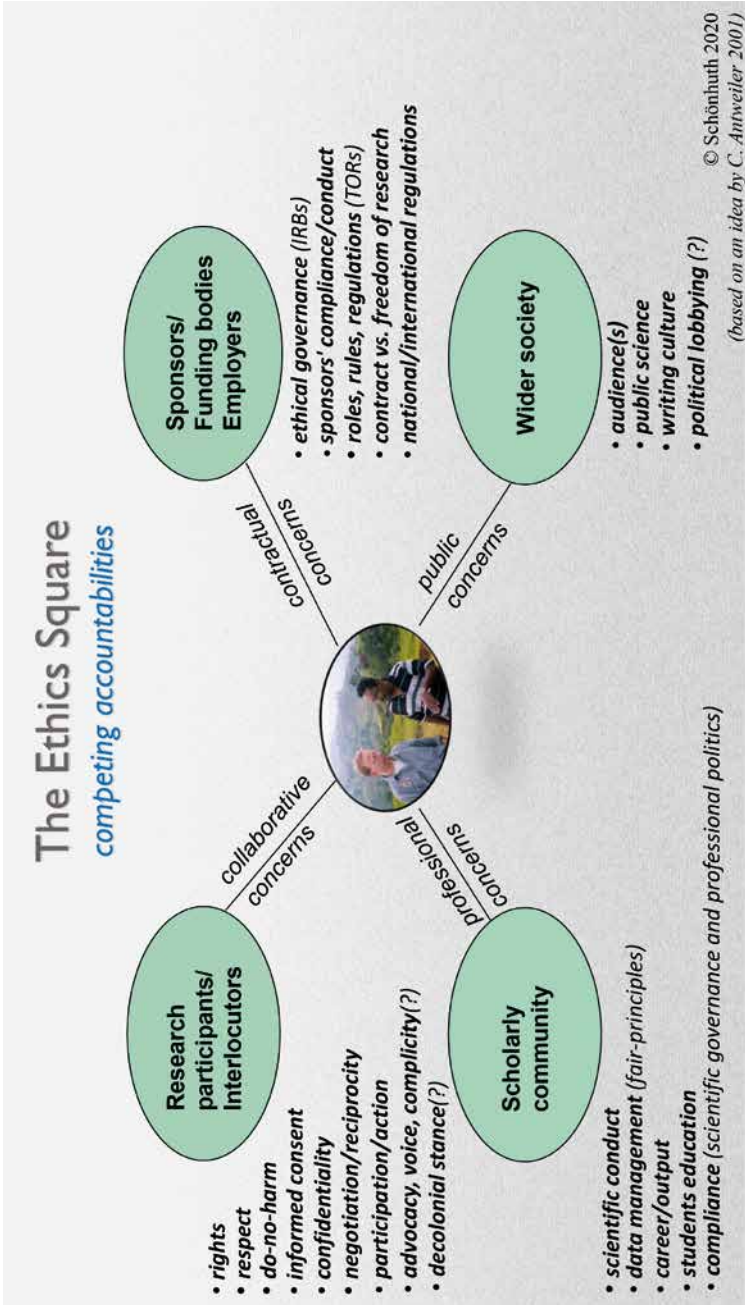 The Ethics Square
competing accountabilities
Research
participants/
Interlocutors
• rights
• respect
• do-no-harm
• informed consent
• confidentiality
• negotiation/reciprocity
• participation/action
• advocacy, voice, complicity(?)
• decolonial stance(?)
collaborative
concerns
Sponsors/
Funding bodies
Employers
• ethical governance (IRBs)
• sponsors' compliance/conduct
• roles, rules, regulations (TORs)
• contract vs. freedom of research
• national/international regulations
contractual
concerns
Scholarly
community
• scientific conduct
• data management (fair-principles)
• career/output
• students education
• compliance (scientific governance and professional politics)
professional
concerns
Wider society
• audience(s)
• public science
• writing culture
• political lobbying (?)
public
concerns
© Schönhuth 2020
(based on an idea by C. Antweiler 2001)